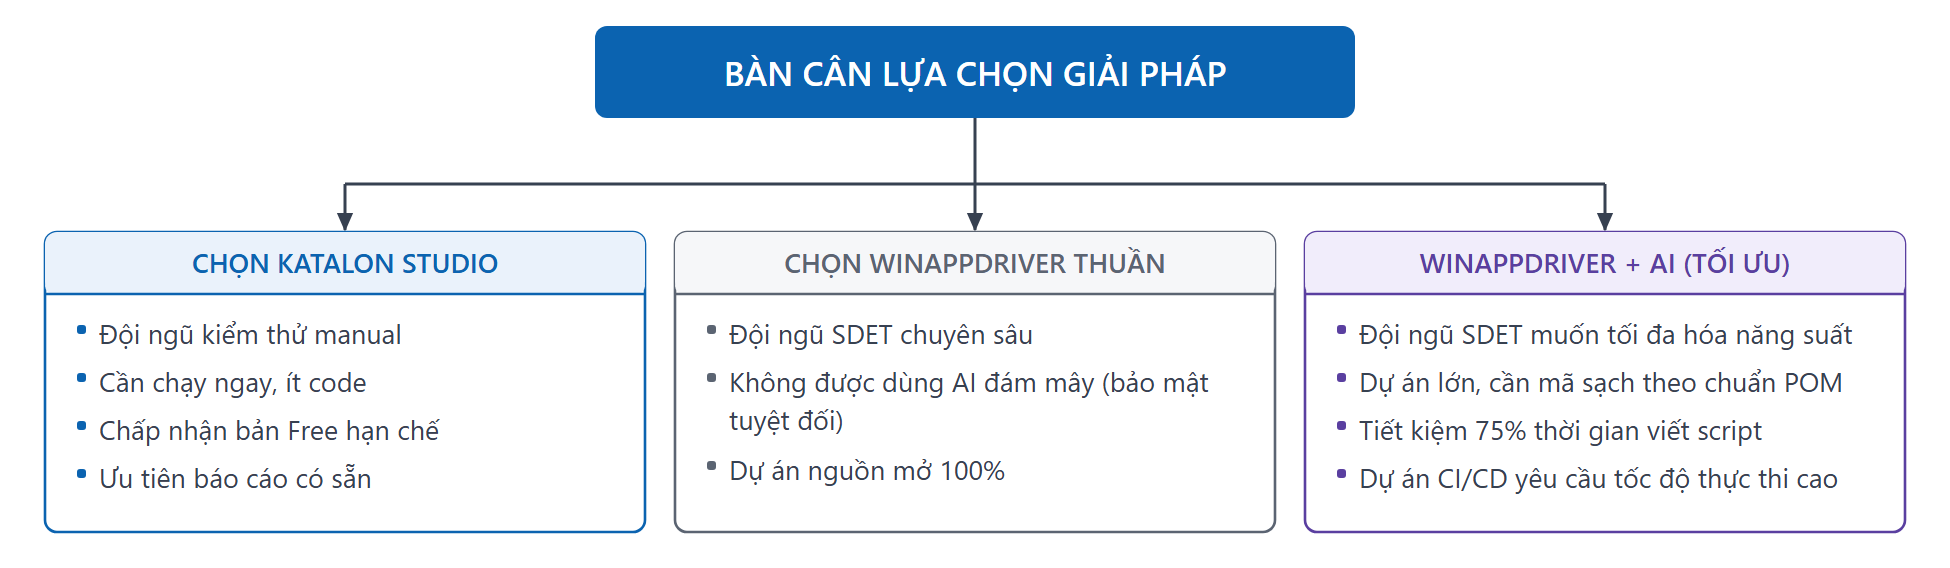 BÀN CÂN LỰA CHỌN GIẢI PHÁP
CHỌN KATALON STUDIO
Đội ngũ kiểm thử manual
Cần chạy ngay, ít code
Chấp nhận bản Free hạn chế
Ưu tiên báo cáo có sẵn
CHỌN WINAPPDRIVER THUẦN
Đội ngũ SDET chuyên sâu
Không được dùng AI đám mây (bảo mật
tuyệt đối)
Dự án nguồn mở 100%
WINAPPDRIVER + AI (TỐI ƯU)
Đội ngũ SDET muốn tối đa hóa năng suất
Dự án lớn, cần mã sạch theo chuẩn POM
Tiết kiệm 75% thời gian viết script
Dự án CI/CD yêu cầu tốc độ thực thi cao